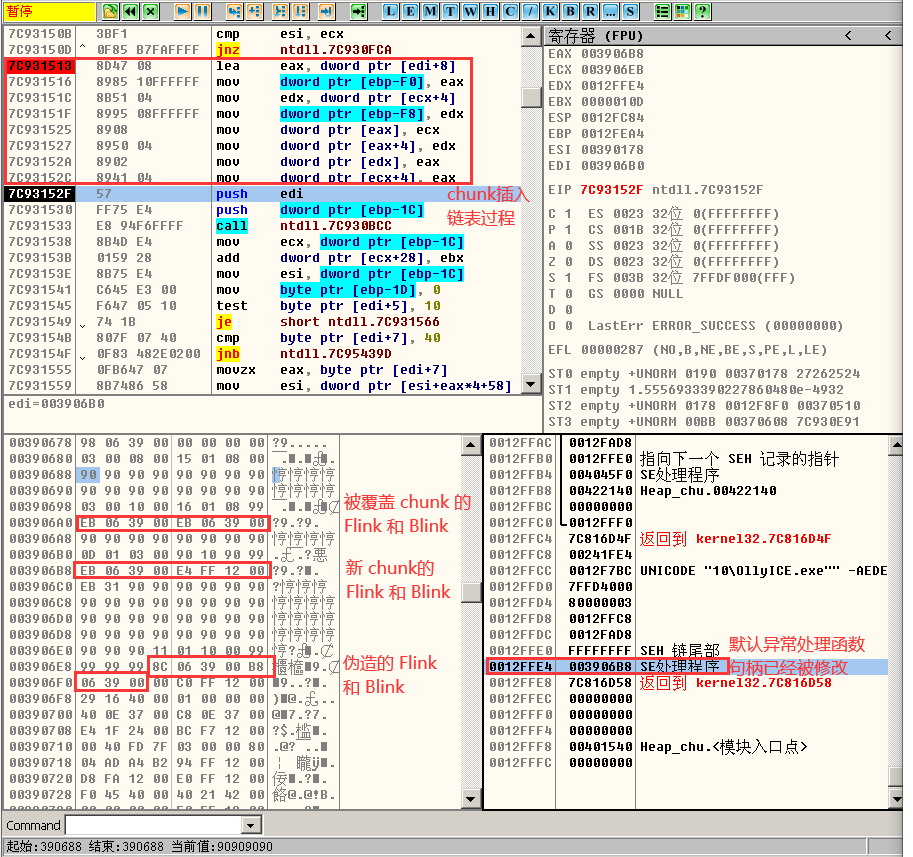 暂停
L E M T W H C / K B R ... S
7C93150B 3BF1 cmp esi, ecx
7C93150D ^ 0F85 B7FAFFFF jnz ntdll.7C930FCA
7C931513 8D47 08 lea eax, dword ptr [edi+8]
7C931516 8985 10FFFFFF mov dword ptr [ebp-F0], eax
7C93151C 8B51 04 mov edx, dword ptr [ecx+4]
7C93151F 8995 08FFFFFF mov dword ptr [ebp-F8], edx
7C931525 8908 mov dword ptr [eax], ecx
7C931527 8950 04 mov dword ptr [eax+4], edx
7C93152A 8902 mov dword ptr [edx], eax
7C93152C 8941 04 mov dword ptr [ecx+4], eax
7C93152F 57 push edi
7C931530 FF75 E4 push dword ptr [ebp-1C]
7C931533 E8 94F6FFFF call ntdll.7C930BCC
7C931538 8B4D E4 mov ecx, dword ptr [ebp-1C]
7C93153B 0159 28 add dword ptr [ecx+28], ebx
7C93153E 8B75 E4 mov esi, dword ptr [ebp-1C]
7C931541 C645 E3 00 mov byte ptr [ebp-1D], 0
7C931545 F647 05 10 test byte ptr [edi+5], 10
7C931549 74 1B je short ntdll.7C931566
7C93154B 807F 07 40 cmp byte ptr [edi+7], 40
7C93154F 0F83 482E0200 jnb ntdll.7C95439D
7C931555 0FB647 07 movzx eax, byte ptr [edi+7]
7C931559 8B7486 58 mov esi, dword ptr [esi+eax*4+58]
chunk插入
链表过程
edi=003906B0
寄存器 (FPU) < <
EAX 003906B8
ECX 003906EB
EDX 0012FFE4
EBX 0000010D
ESP 0012FC84
EBP 0012FEA4
ESI 00390178
EDI 003906B0
EIP 7C93152F ntdll.7C93152F
C 1 ES 0023 32位 0(FFFFFFFF)
P 1 CS 001B 32位 0(FFFFFFFF)
A 0 SS 0023 32位 0(FFFFFFFF)
Z 0 DS 0023 32位 0(FFFFFFFF)
S 1 FS 003B 32位 7FFDF000(FFF)
T 0 GS 0000 NULL
D 0
O 0 LastErr ERROR_SUCCESS (00000000)
EFL 00000287 (NO,B,NE,BE,S,PE,L,LE)
ST0 empty +UNORM 0190 00370178 27262524
ST1 empty 1.5556933390227860480e-4932
ST2 empty +UNORM 0178 0012F8F0 00370510
ST3 empty +UNORM 00BB 00370608 7C930E91
00390678 98 06 39 00 00 00 00 00
00390680 03 00 08 00 15 01 08 00
00390688 90 90 90 90 90 90 90 90
00390690 90 90 90 90 90 90 90 90
00390698 03 00 10 00 16 01 08 99
003906A0 EB 06 39 00 EB 06 39 00
003906A8 90 90 90 90 90 90 90 90
003906B0 0D 01 03 00 90 10 90 99
003906B8 EB 06 39 00 E4 FF 12 00
003906C0 EB 31 90 90 90 90 90 90
003906C8 90 90 90 90 90 90 90 90
003906D0 90 90 90 90 90 90 90 90
003906D8 90 90 90 90 90 90 90 90
003906E0 90 90 90 11 01 10 00 99
003906E8 99 99 99 8C 06 39 00 B8
003906F0 06 39 00 00 C0 FF 12 00
003906F8 29 16 40 00 01 00 00 00
00390700 40 0E 37 00 C8 0E 37 00
00390708 E4 1F 24 00 BC F7 12 00
00390710 00 40 FD 7F 03 00 00 80
00390718 04 AD A4 B2 94 FF 12 00
00390720 D8 FA 12 00 E0 FF 12 00
00390728 F0 45 40 00 40 21 42 00
被覆盖 chunk 的
Flink 和 Blink
新 chunk的
Flink 和 Blink
伪造的 Flink
和 Blink
0012FFAC 0012FAD8
0012FFB0 0012FFE0 指向下一个 SEH 记录的指针
0012FFB4 004045F0 SE处理程序
0012FFB8 00422140 Heap_chu.00422140
0012FFBC 00000000
0012FFC0 0012FFF0
0012FFC4 7C816D4F 返回到 kernel32.7C816D4F
0012FFC8 00241FE4
0012FFCC 0012F7BC UNICODE "10\OllyICE.exe"" -AEDE
0012FFD0 7FFD4000
0012FFD4 80000003
0012FFD8 0012FFC8
0012FFDC 0012FAD8
0012FFE0 FFFFFFFF SEH 链尾部
0012FFE4 003906B8 SE处理程序
0012FFE8 7C816D58 返回到 kernel32.7C816D58
0012FFEC 00000000
0012FFF0 00000000
0012FFF4 00000000
0012FFF8 00401540 Heap_chu.<模块入口点>
0012FFFC 00000000
默认异常处理函数
句柄已经被修改
Command
起始:390688 结束:390688 当前值:90909090